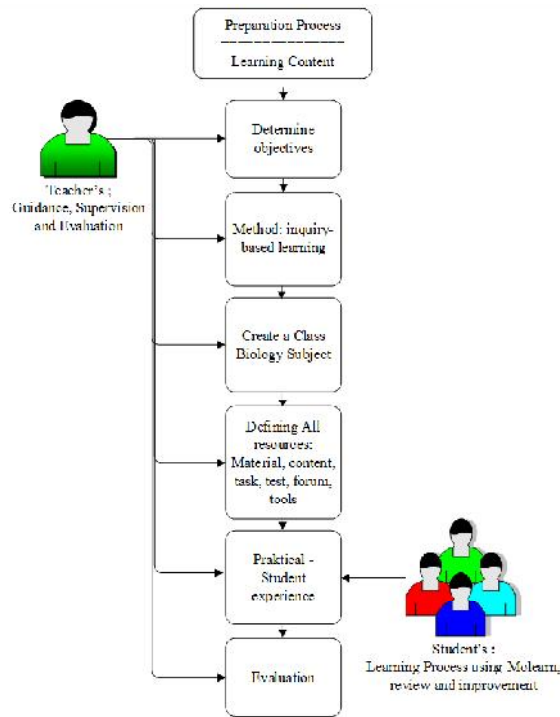 Preparation Process
Learning Content
Determine
objectives
Teacher's ;
Guidance, Supervision
and Evaluation
Method: inquiry-
based learning
Create a Class
Biology Subject
Defining All
resources:
Material, content,
task, test, forum,
tools
Praktical -
Student
experience
Student's :
Learning Process using Molearn,
review and improvement
Evaluation